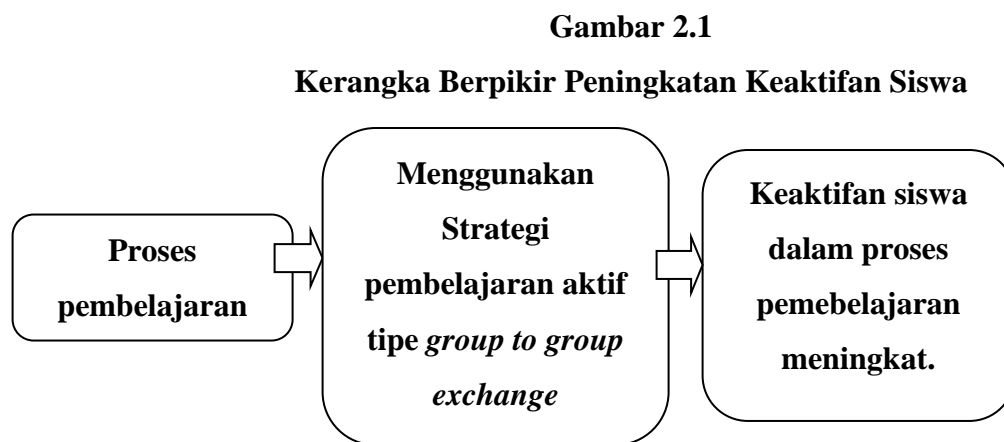 Gambar 2.1
Kerangka Berpikir Peningkatan Keaktifan Siswa
Proses
pembelajaran
Menggunakan
Strategi
pembelajaran aktif
tipe group to group
exchange
Keaktifan siswa
dalam proses
pemebelajaran
meningkat.